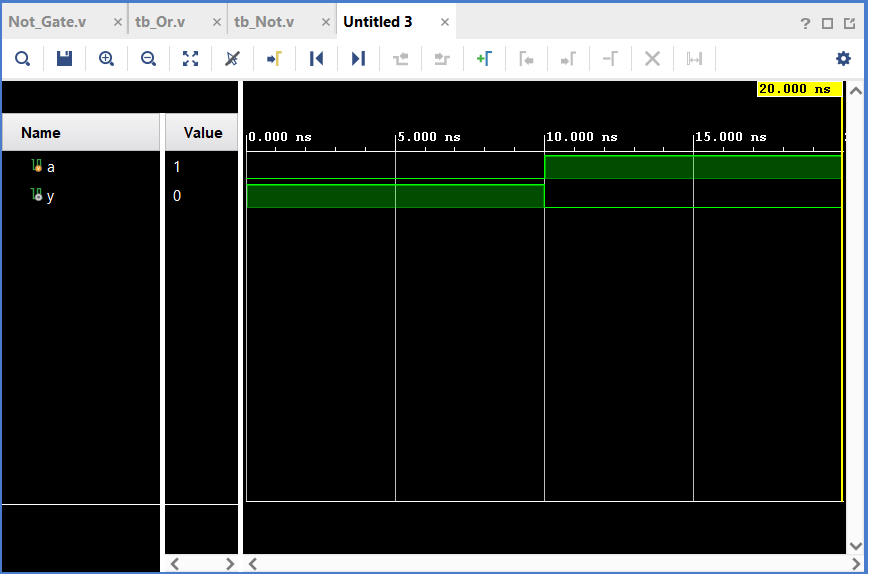 Not_Gate.v × tb_Or.v × tb_Not.v × Untitled 3 × ?
20.000 ns
Name Value 0.000 ns 5.000 ns 10.000 ns 15.000 ns
a 1
y 0